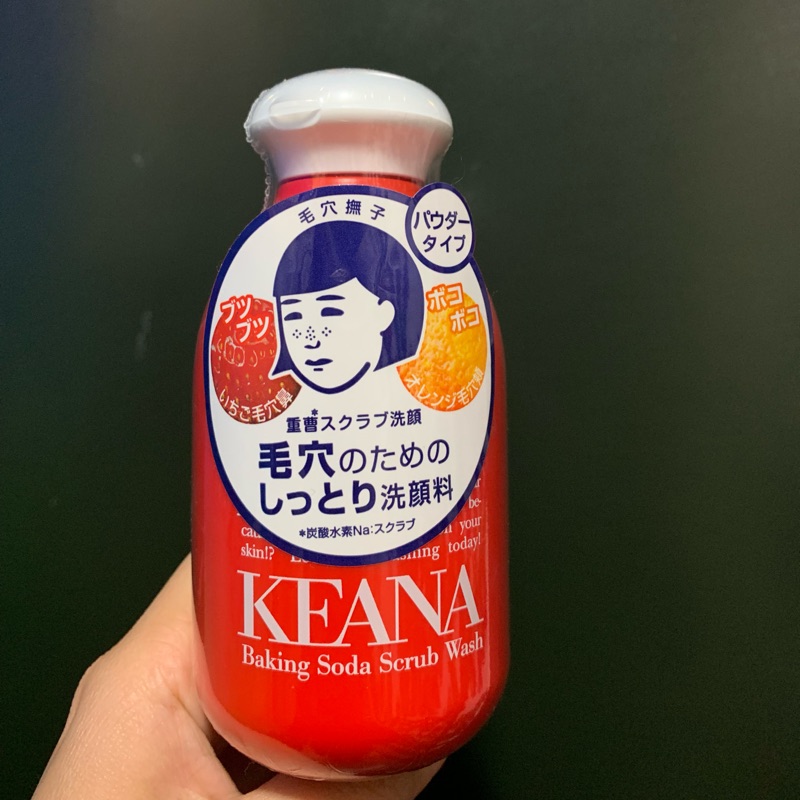 毛穴撫子
パウダー
タイプ
ブツ
ブツ
いちご毛穴鼻
ボコ
ボコ
オレンジ毛穴頬
重曹*スクラブ洗顔
毛穴のための
しっとり洗顔料
*炭酸水素Na:スクラブ
be-
your
skin!?
today!
KEANA
Baking Soda Scrub Wash